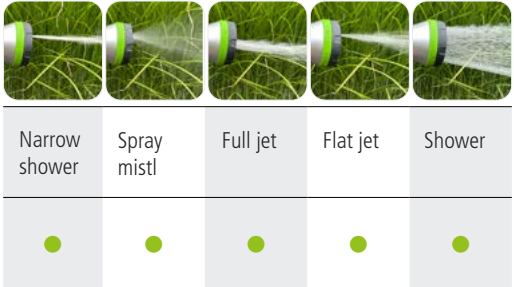 Narrow shower
Spray mistl
Full jet
Flat jet
Shower